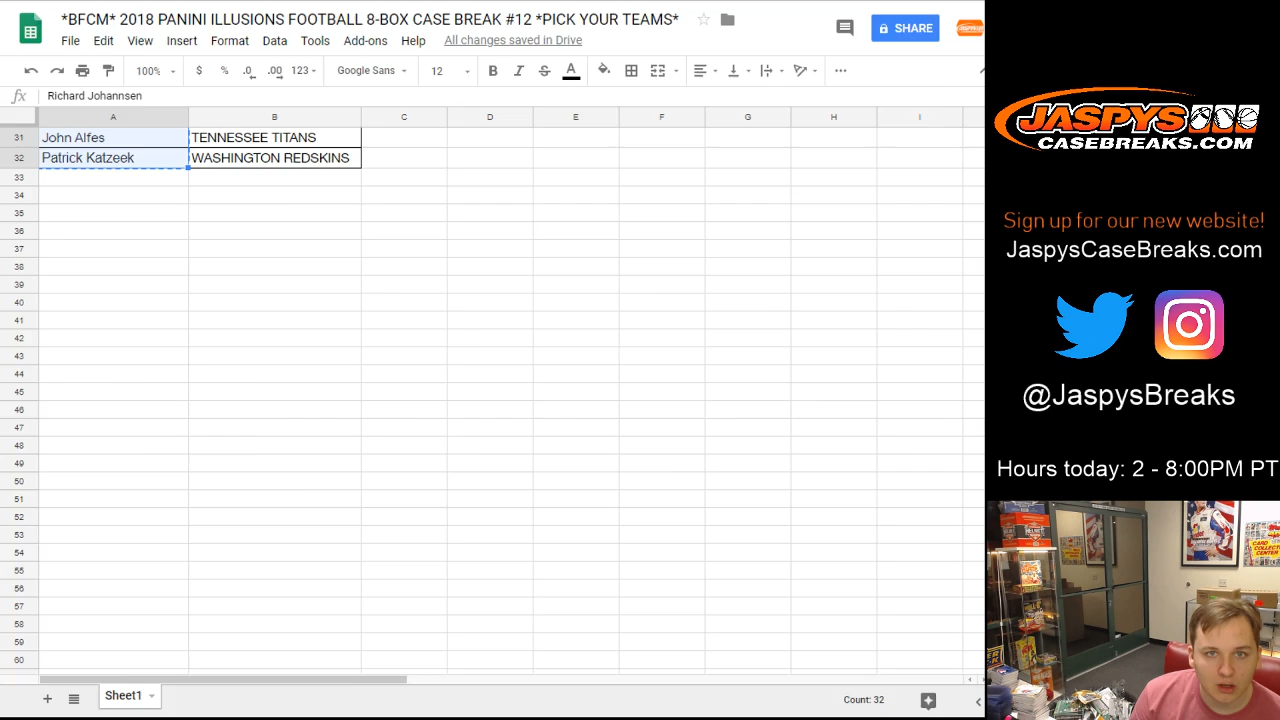 *BFCM* 2018 PANINI ILLUSIONS FOOTBALL 8-BOX CASE BREAK #12 *PICK YOUR TEAMS*
File Edit View Insert Format Data Tools Add-ons Help All changes saved in Drive
SHARE
100% $ % .0 .00 123 Google Sans 12 B I S A
fx Richard Johannsen
A B C D E F G H I
31 John Alfes TENNESSEE TITANS
32 Patrick Katzeek WASHINGTON REDSKINS
33
34
35
36
37
38
39
40
41
42
43
44
45
46
47
48
49
50
51
52
53
54
55
56
57
58
59
60
Sheet1
Count: 32
JASPYS
CASEBREAKS.COM
Sign up for our new website!
JaspysCaseBreaks.com
@JaspysBreaks
Hours today: 2 - 8:00PM PT